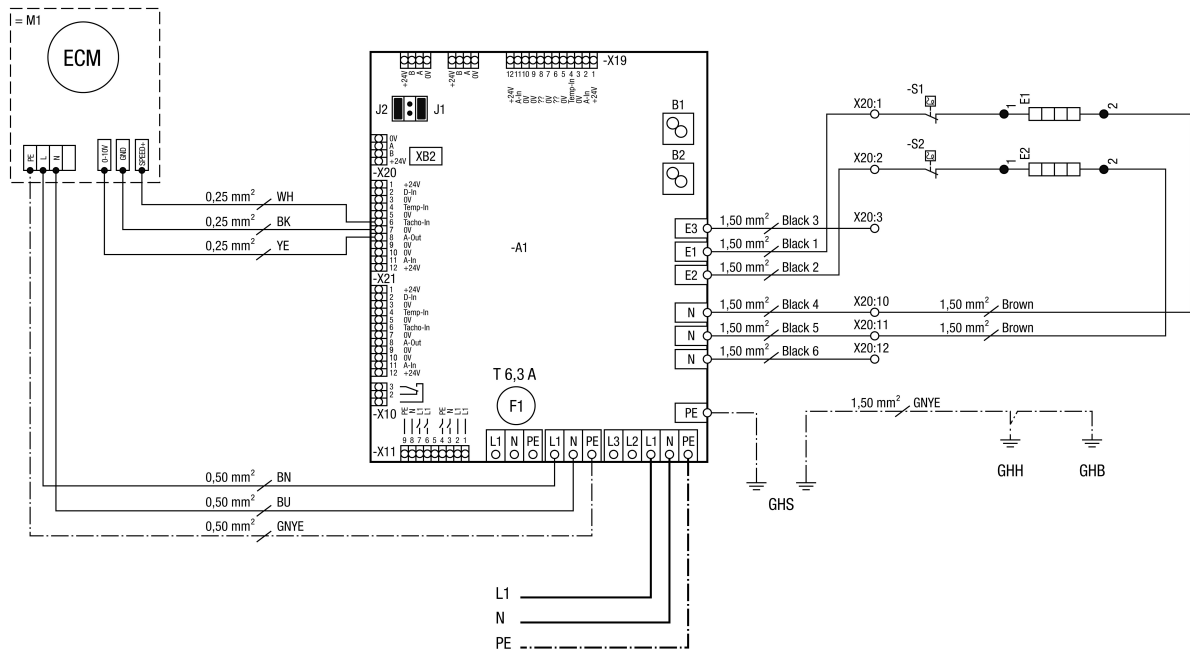 = M1
ECM
PE L N
0-10V GND SPEED+
0,25 mm² WH
0,25 mm² BK
0,25 mm² YE
+24V B A 0V
+24V B A 0V
-X19
12 11 10 9 8 7 6 5 4 3 2 1
+24V A-In 0V 0V ?? 0V ?? 0V Temp-In 0V A-In +24V
J2 J1
0V
A
B
+24V
XB2
B1
B2
-X20
1 +24V
2 D-In
3 0V
4 Temp-In
5 0V
6 Tacho-In
7 0V
8 A-Out
9 0V
10 0V
11 A-In
12 +24V
-X21
1 +24V
2 D-In
3 0V
4 Temp-In
5 0V
6 Tacho-In
7 0V
8 A-Out
9 0V
10 0V
11 A-In
12 +24V
3
2
-X10
PE N L1 L1 PE N L1 L1
9 8 7 6 5 4 3 2 1
-X11
-A1
T 6,3 A
F1
L1 N PE L1 N PE L3 L2 L1 N PE
E3
E1
E2
N
N
N
PE
1,50 mm² Black 3 X20:3
1,50 mm² Black 1
1,50 mm² Black 2
1,50 mm² Black 4 X20:10 1,50 mm² Brown
1,50 mm² Black 5 X20:11 1,50 mm² Brown
1,50 mm² Black 6 X20:12
X20:1 -S1 1 E1 2
X20:2 -S2 1 E2 2
1,50 mm² GNYE
GHS
GHH
GHB
0,50 mm² BN
0,50 mm² BU
0,50 mm² GNYE
L1
N
PE